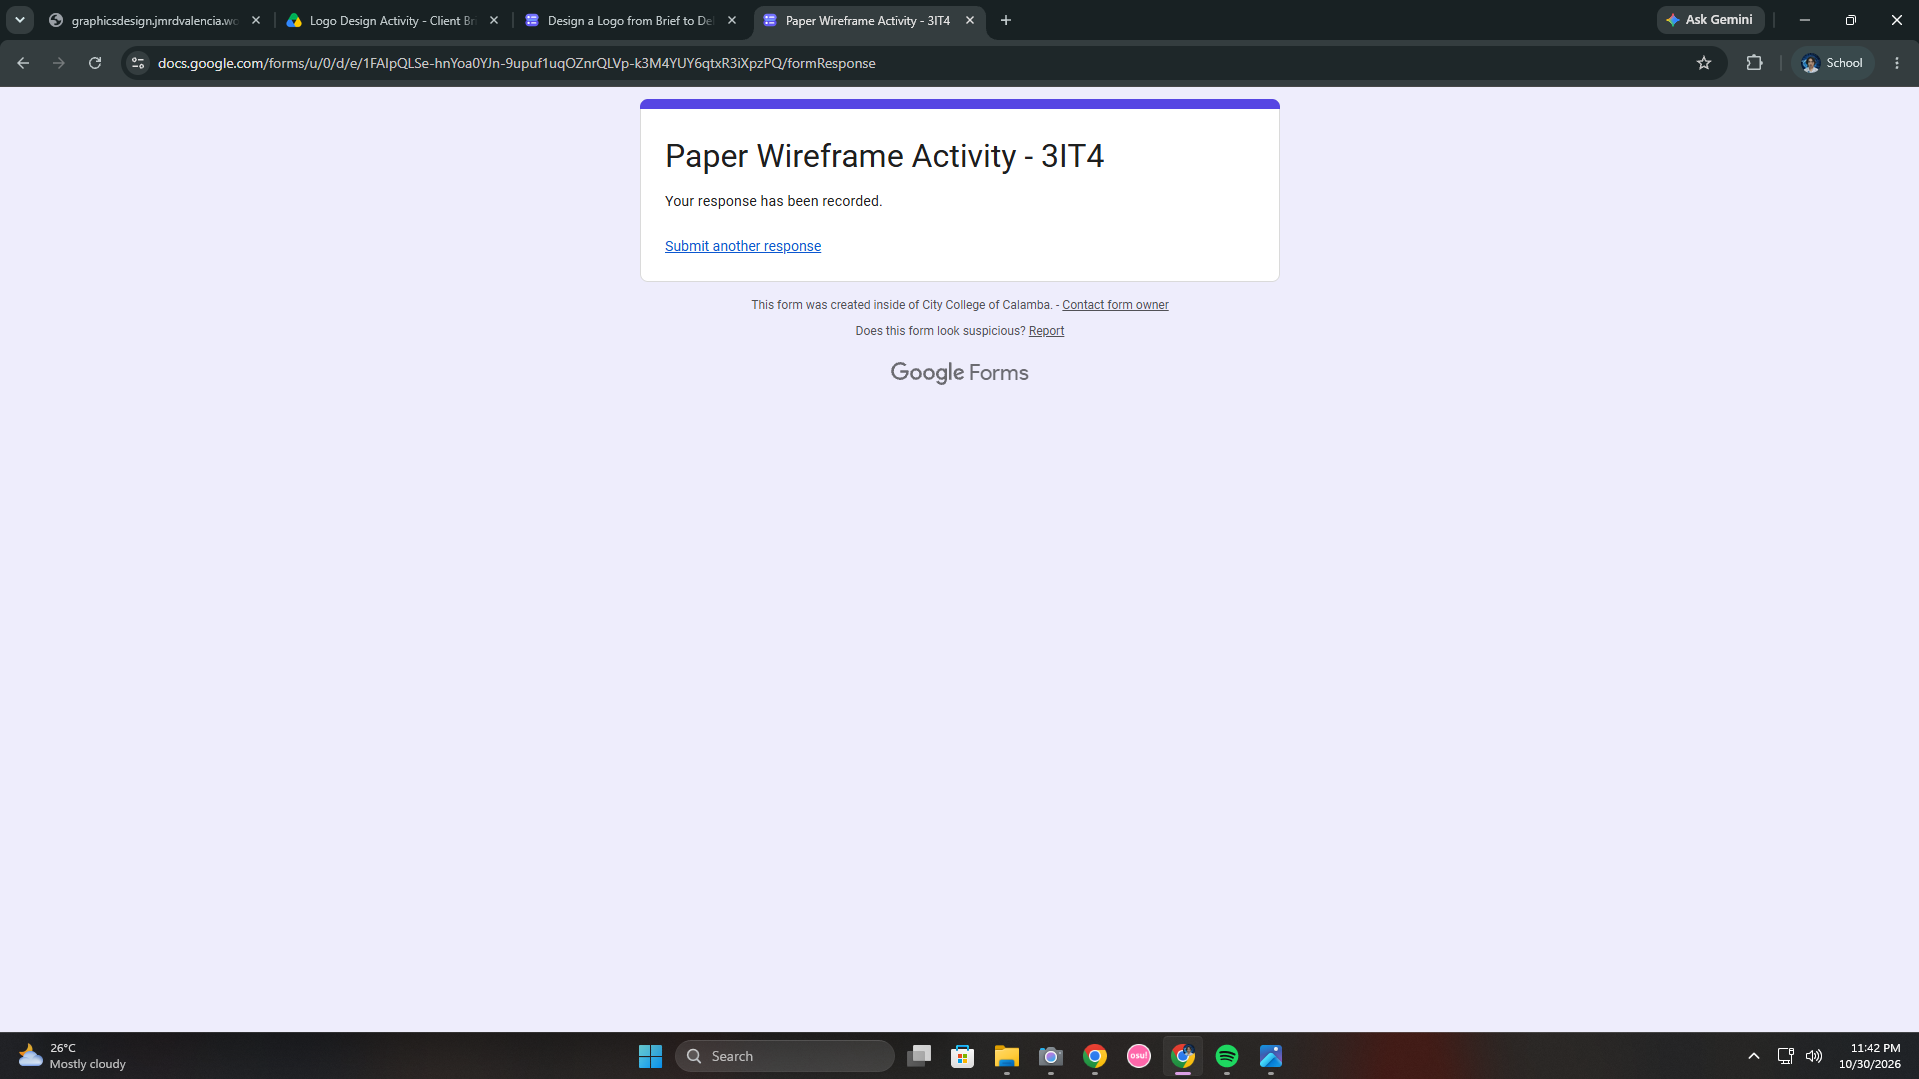 graphicsdesign.jmrdvalencia.wo
Logo Design Activity - Client Br
Design a Logo from Brief to Del
Paper Wireframe Activity - 3IT4
Ask Gemini
docs.google.com/forms/u/0/d/e/1FAIpQLSe-hnYoa0YJn-9upuf1uqOZnrQLVp-k3M4YUY6qtxR3iXpzPQ/formResponse
School
Paper Wireframe Activity - 3IT4
Your response has been recorded.
Submit another response
This form was created inside of City College of Calamba. - Contact form owner
Does this form look suspicious? Report
Google Forms
26°C
Mostly cloudy
Search
osu!
11:42 PM
10/30/2026